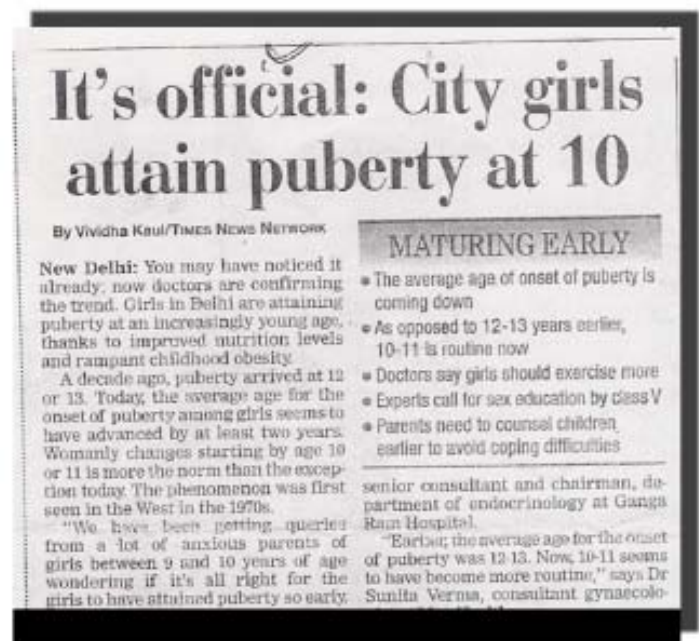 It's official: City girls
attain puberty at 10
By Vividha Kaul/TIMES NEWS NETWORK
New Delhi: You may have noticed it
already, now doctors are confirming
the trend. Girls in Delhi are attaining
puberty at an increasingly young age,
thanks to improved nutrition levels
and rampant childhood obesity.
A decade ago, puberty arrived at 12
or 13. Today, the average age for the
onset of puberty among girls seems to
have advanced by at least two years.
Womanly changes starting by age 10
or 11 is more the norm than the excep-
tion today. The phenomenon was first
seen in the West in the 1970s.
"We have been getting queries
from a lot of anxious parents of
girls between 9 and 10 years of age
wondering if it's all right for the
girls to have attained puberty so early,
MATURING EARLY
• The average age of onset of puberty is
coming down
• As opposed to 12-13 years earlier,
10-11 is routine now
• Doctors say girls should exercise more
• Experts call for sex education by class V
• Parents need to counsel children
earlier to avoid coping difficulties
senior consultant and chairman, de-
partment of endocrinology at Ganga
Ram Hospital.
"Earlier, the average age for the onset
of puberty was 12-13. Now, 10-11 seems
to have become more routine," says Dr
Sunita Verma, consultant gynaecolo-